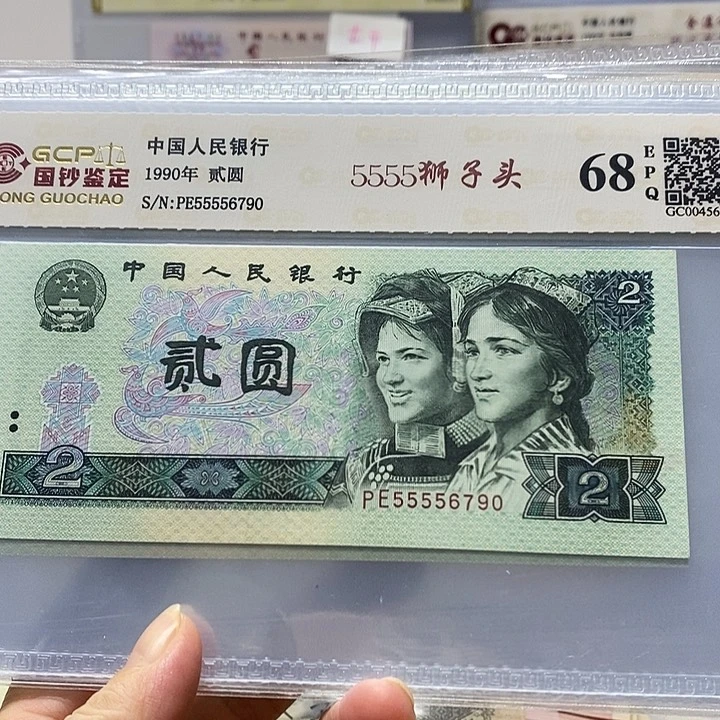 GCP
国钞鉴定
ONG GUOCHAO
中国人民银行
1990年 贰圆
S/N:PE55556790
5555狮子头
68
EPQ
GC00456
中国人民银行
2
贰圆
2
PE55556790
2